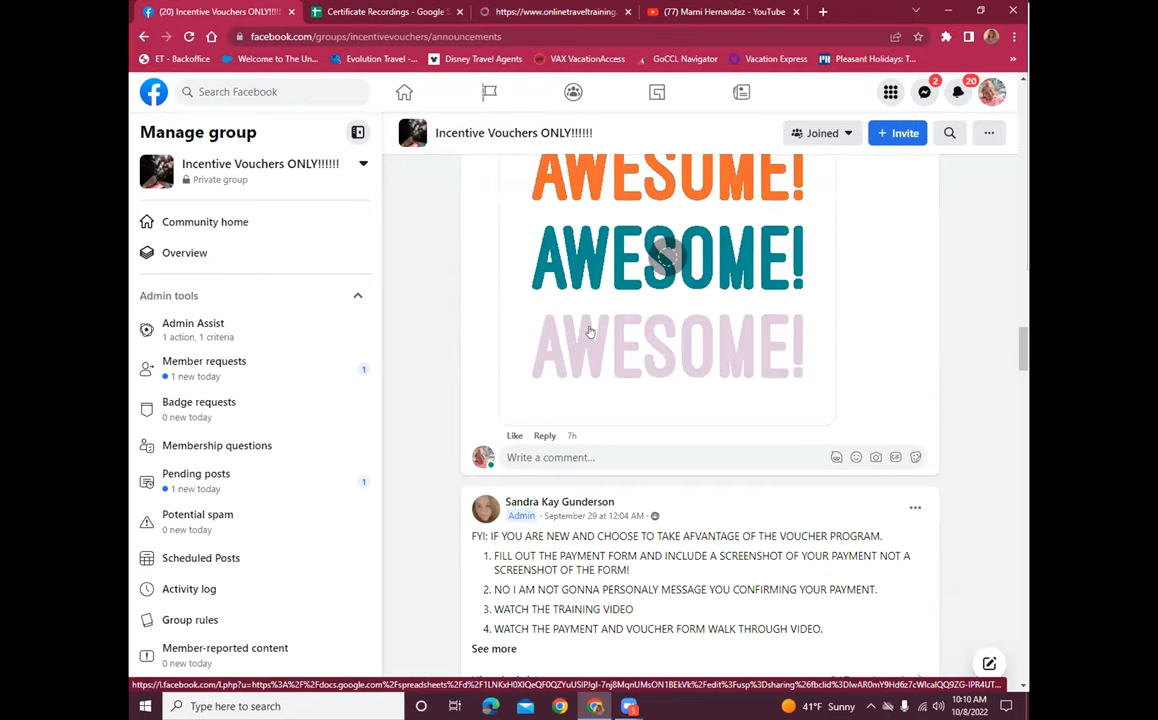 (20) Incentive Vouchers ONLY!!!!!
Certificate Recordings - Google S
https://www.onlinetraveltraining.
(77) Marni Hernandez - YouTube
facebook.com/groups/incentivevouchers/announcements
ET - Backoffice
Welcome to The Un...
Evolution Travel -...
Disney Travel Agents
VAX VacationAccess
GoCCL Navigator
Vacation Express
Pleasant Holidays: T...
Search Facebook
2
20
Manage group
Incentive Vouchers ONLY!!!!!!
Private group
Community home
Overview
Admin tools
Admin Assist
1 action, 1 criteria
Member requests
1 new today
1
Badge requests
0 new today
Membership questions
Pending posts
1 new today
1
Potential spam
0 new today
Scheduled Posts
Activity log
Group rules
Member-reported content
0 new today
Incentive Vouchers ONLY!!!!!!
Joined
+ Invite
AWESOME!
AWESOME!
AWESOME!
Like Reply 7h
Write a comment...
GIF
Sandra Kay Gunderson
Admin · September 29 at 12:04 AM ·
FYI: IF YOU ARE NEW AND CHOOSE TO TAKE AFVANTAGE OF THE VOUCHER PROGRAM.
1. FILL OUT THE PAYMENT FORM AND INCLUDE A SCREENSHOT OF YOUR PAYMENT NOT A
SCREENSHOT OF THE FORM!
2. NO I AM NOT GONNA PERSONALY MESSAGE YOU CONFIRMING YOUR PAYMENT.
3. WATCH THE TRAINING VIDEO
4. WATCH THE PAYMENT AND VOUCHER FORM WALK THROUGH VIDEO.
See more
Type here to search
41°F Sunny
10:10 AM
10/8/2022